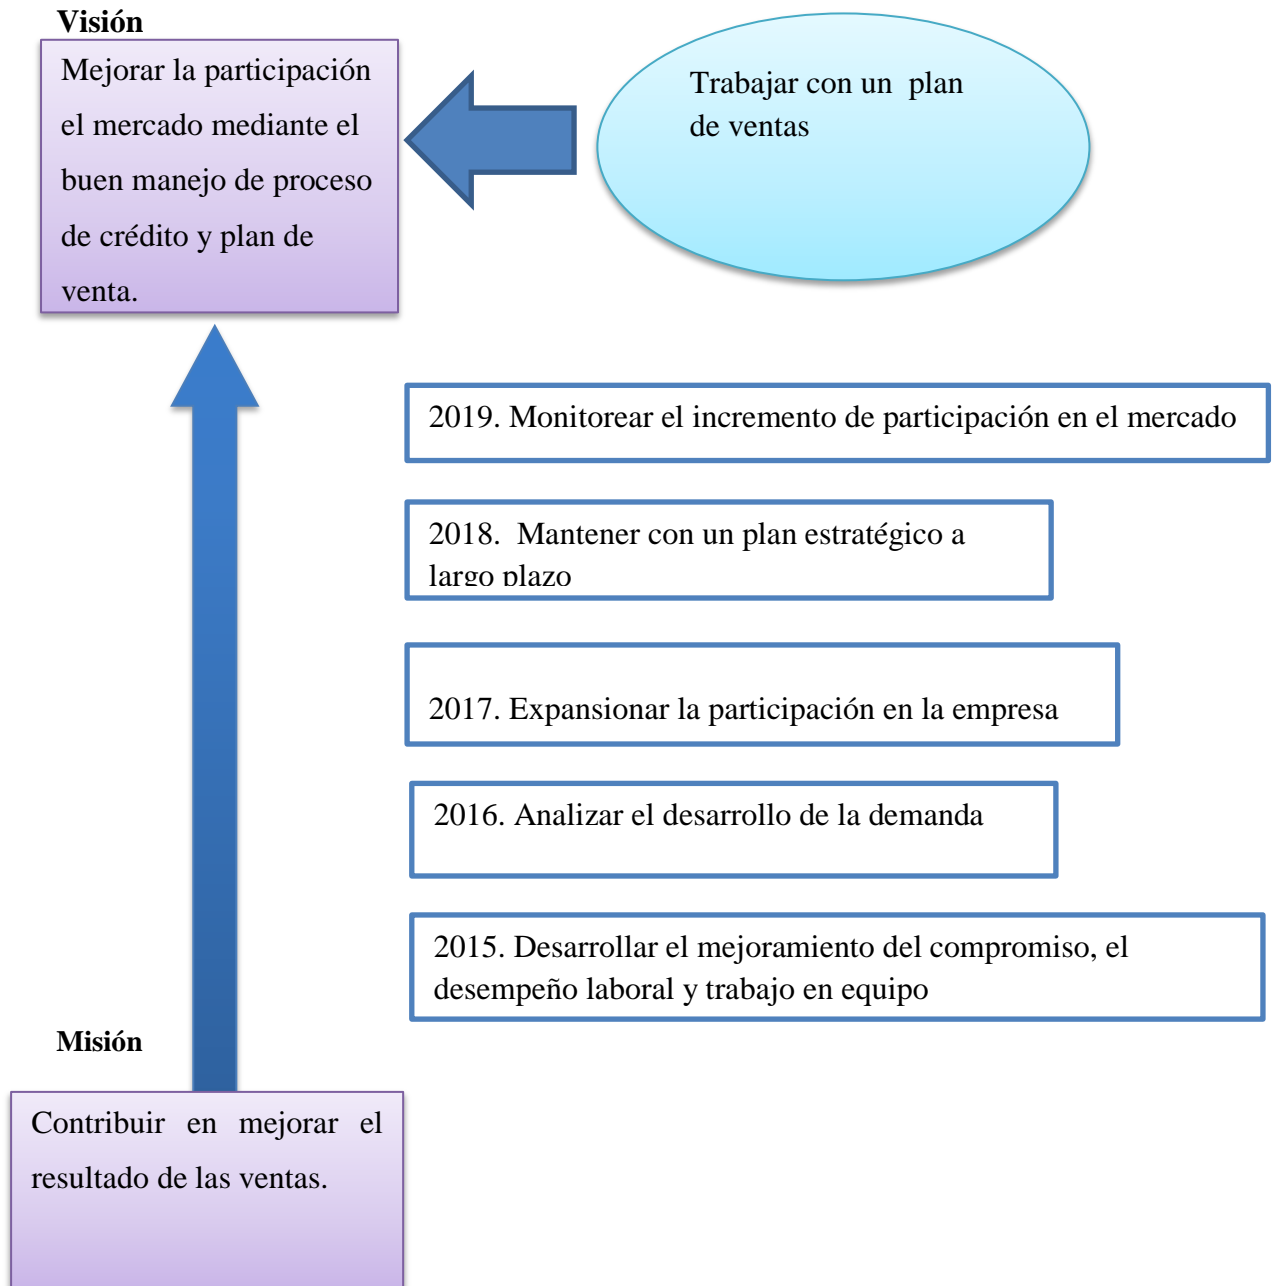 Visión
Mejorar la participación
el mercado mediante el
buen manejo de proceso
de crédito y plan de
venta.
Trabajar con un plan
de ventas
2019. Monitorear el incremento de participación en el mercado
2018. Mantener con un plan estratégico a
largo plazo
2017. Expansionar la participación en la empresa
2016. Analizar el desarrollo de la demanda
2015. Desarrollar el mejoramiento del compromiso, el
desempeño laboral y trabajo en equipo
Misión
Contribuir en mejorar el
resultado de las ventas.